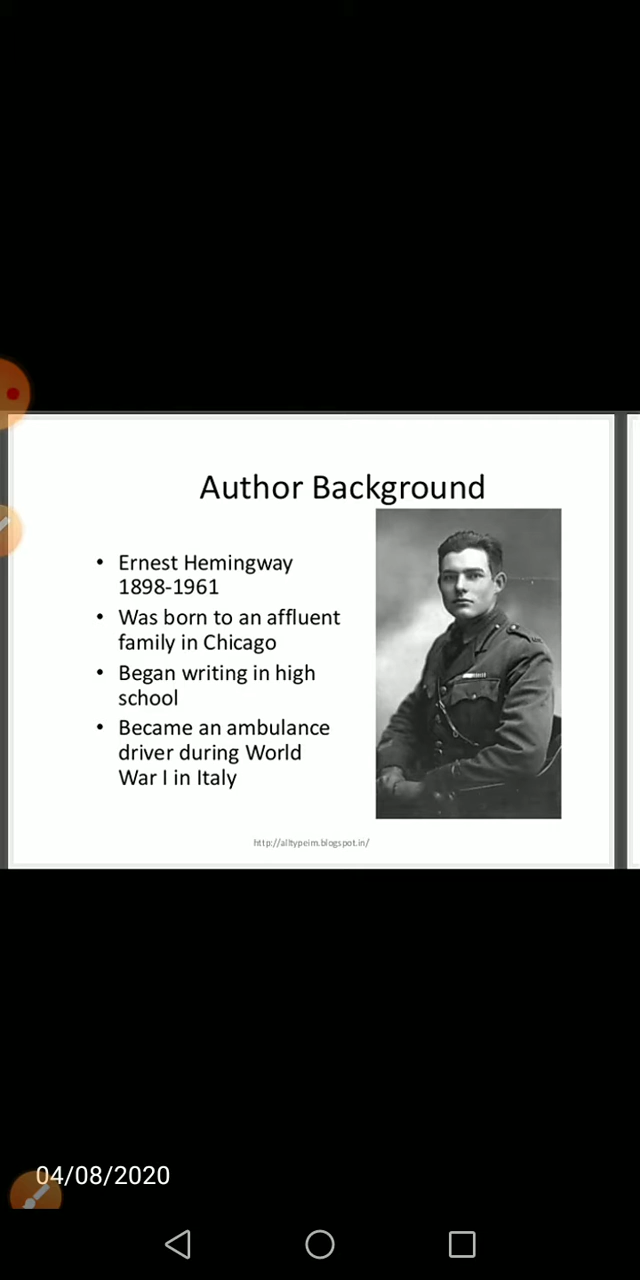 Author Background
• Ernest Hemingway
1898-1961
• Was born to an affluent
family in Chicago
• Began writing in high
school
• Became an ambulance
driver during World
War I in Italy
http://alltypeim.blogspot.in/
04/08/2020